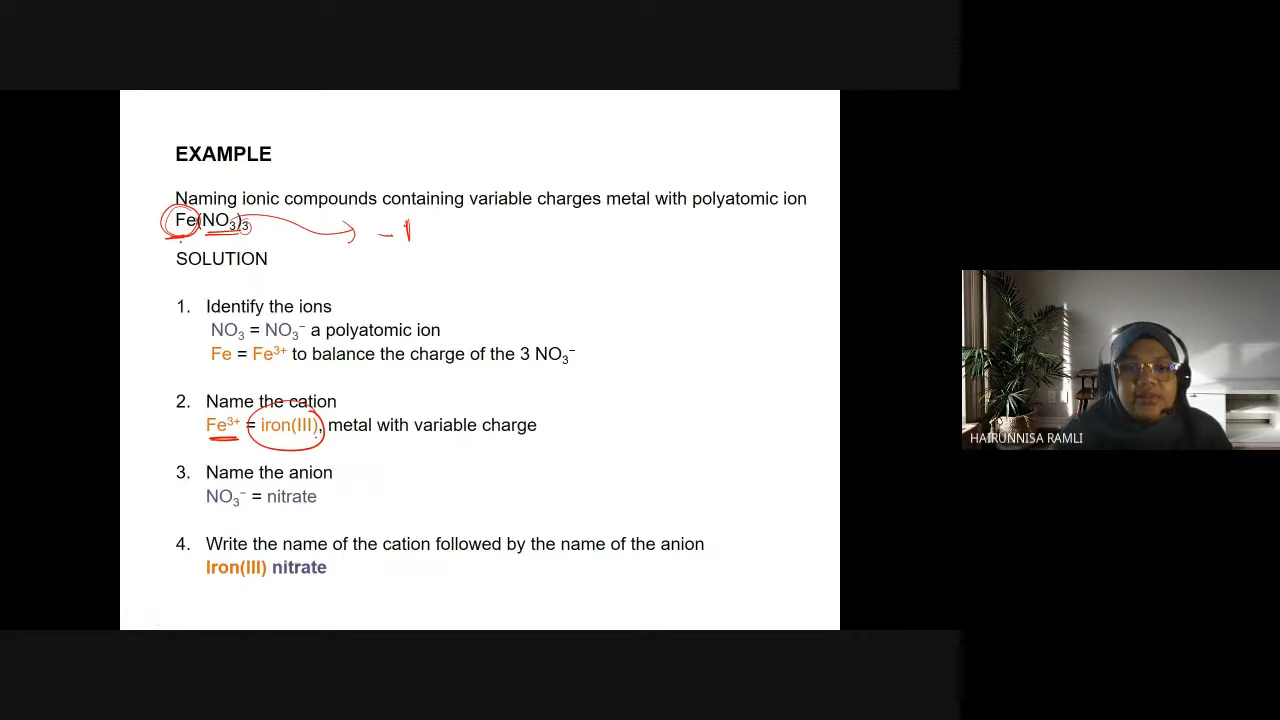 EXAMPLE
Naming ionic compounds containing variable charges metal with polyatomic ion
Fe(NO₃)₃
-1
SOLUTION
1. Identify the ions
NO₃ = NO₃⁻ a polyatomic ion
Fe = Fe³⁺ to balance the charge of the 3 NO₃⁻
2. Name the cation
Fe³⁺ = iron(III), metal with variable charge
3. Name the anion
NO₃⁻ = nitrate
4. Write the name of the cation followed by the name of the anion
Iron(III) nitrate
HAIRUNNISA RAMLI